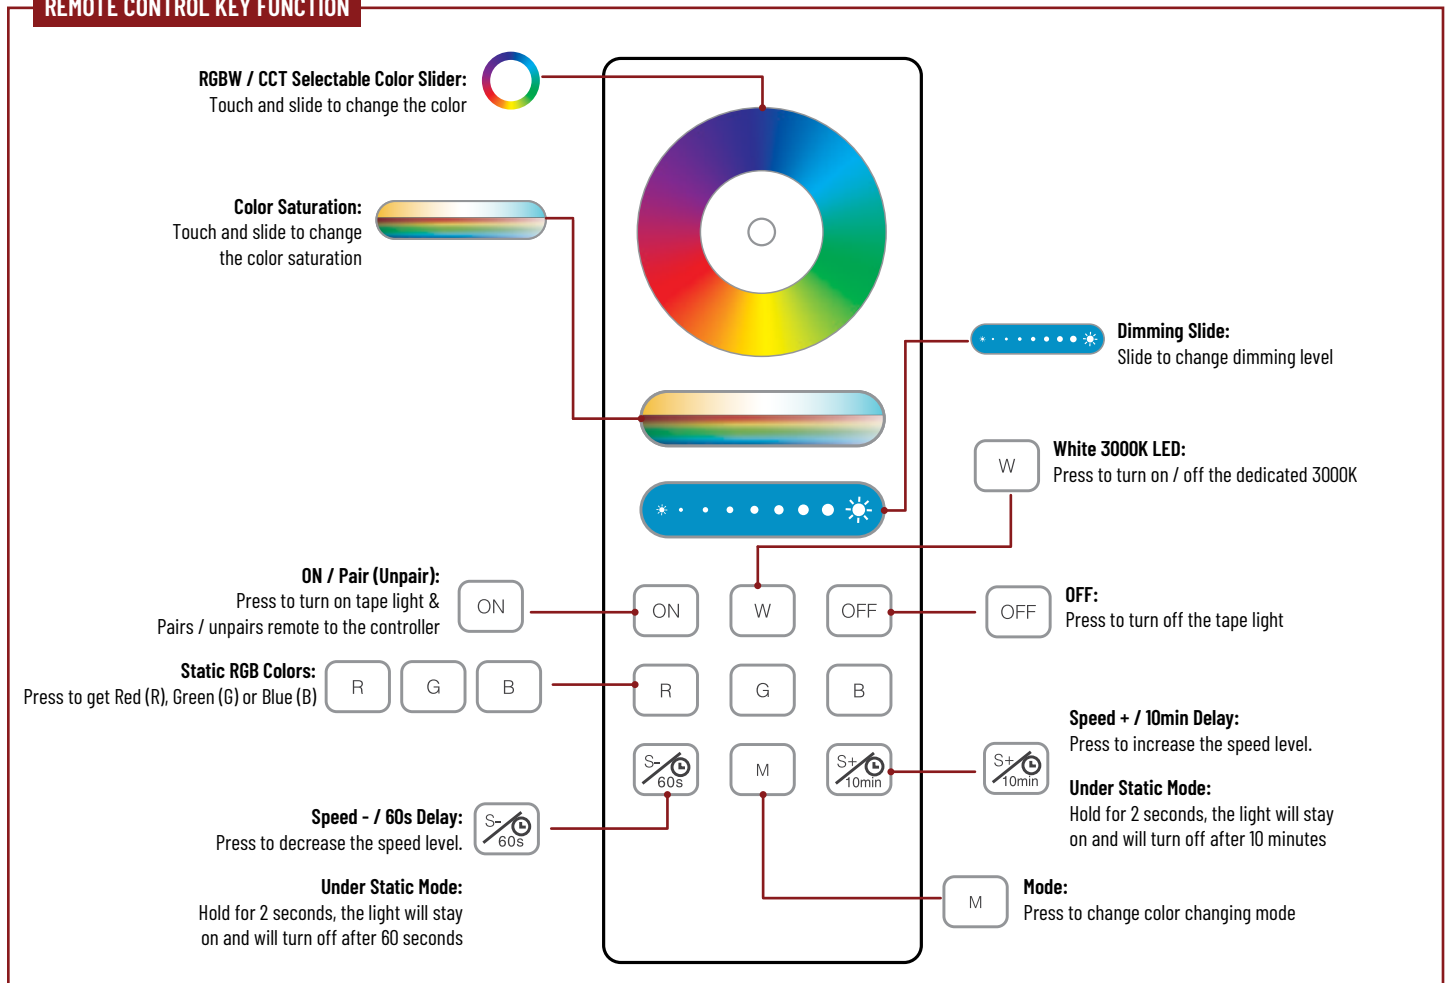 REMOTE CONTROL KEY FUNCTION
RGBW / CCT Selectable Color Slider:
Touch and slide to change the color
Color Saturation:
Touch and slide to change
the color saturation
Dimming Slide:
Slide to change dimming level
W
White 3000K LED:
Press to turn on / off the dedicated 3000K
ON / Pair (Unpair):
Press to turn on tape light &
Pairs / unpairs remote to the controller
ON
ON
W
OFF
OFF
OFF:
Press to turn off the tape light
Static RGB Colors:
Press to get Red (R), Green (G) or Blue (B)
R
G
B
R
G
B
S-
60s
M
S+
10min
S+
10min
Speed + / 10min Delay:
Press to increase the speed level.
Under Static Mode:
Hold for 2 seconds, the light will stay
on and will turn off after 10 minutes
Speed - / 60s Delay:
Press to decrease the speed level.
S-
60s
Under Static Mode:
Hold for 2 seconds, the light will stay
on and will turn off after 60 seconds
M
Mode:
Press to change color changing mode